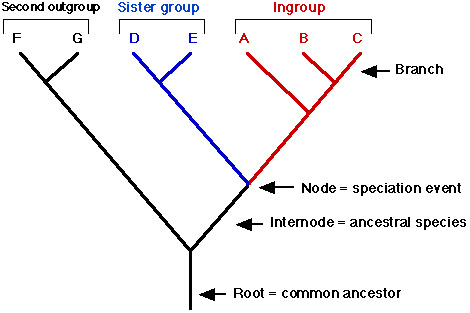 Second outgroup Sister group Ingroup
F G D E A B C
Branch
Node = speciation event
Internode = ancestral species
Root = common ancestor